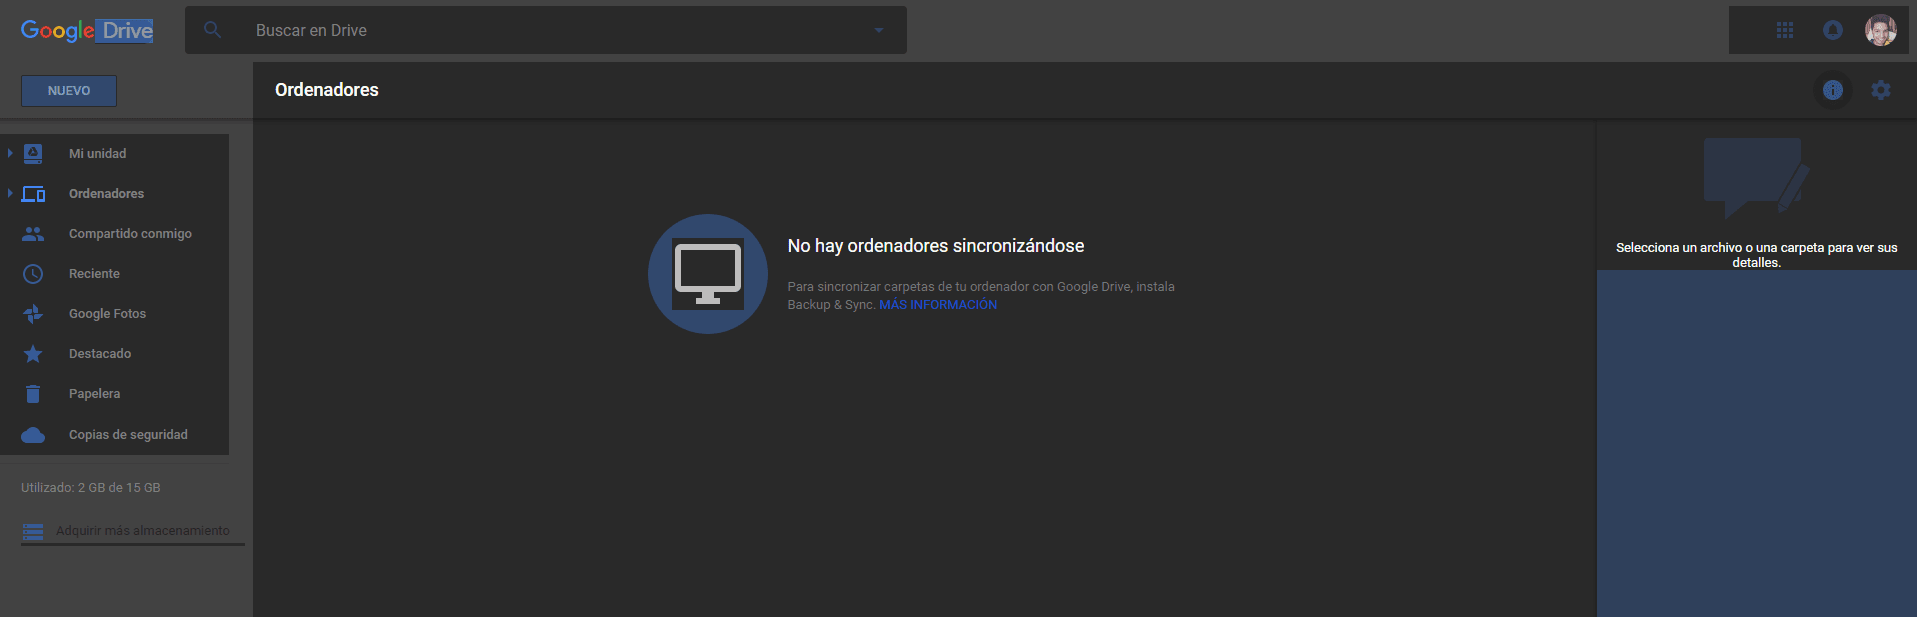 Google Drive
Buscar en Drive
NUEVO
Ordenadores
Mi unidad
Ordenadores
Compartido conmigo
Reciente
Google Fotos
Destacado
Papelera
Copias de seguridad
Utilizado: 2 GB de 15 GB
Adquirir más almacenamiento
No hay ordenadores sincronizándose
Para sincronizar carpetas de tu ordenador con Google Drive, instala
Backup & Sync. MÁS INFORMACIÓN
Selecciona un archivo o una carpeta para ver sus
detalles.